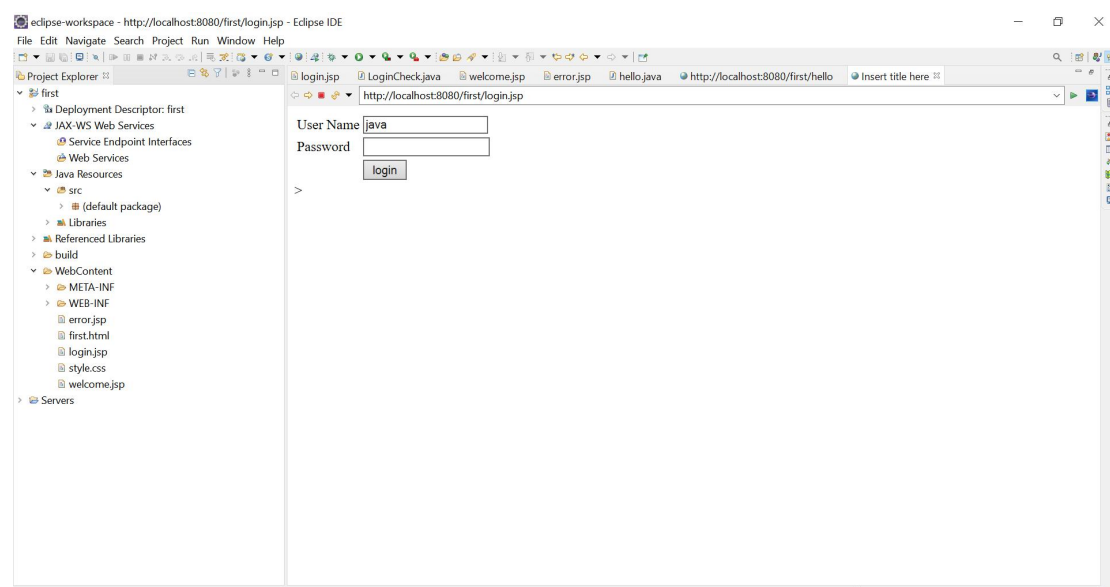 eclipse-workspace - http://localhost:8080/first/login.jsp - Eclipse IDE
File Edit Navigate Search Project Run Window Help
Project Explorer
login.jsp LoginCheck.java welcome.jsp error.jsp hello.java http://localhost:8080/first/hello Insert title here
http://localhost:8080/first/login.jsp
first
Deployment Descriptor: first
JAX-WS Web Services
Service Endpoint Interfaces
Web Services
Java Resources
src
(default package)
Libraries
Referenced Libraries
build
WebContent
META-INF
WEB-INF
error.jsp
first.html
login.jsp
style.css
welcome.jsp
Servers
User Name java
Password
login
>